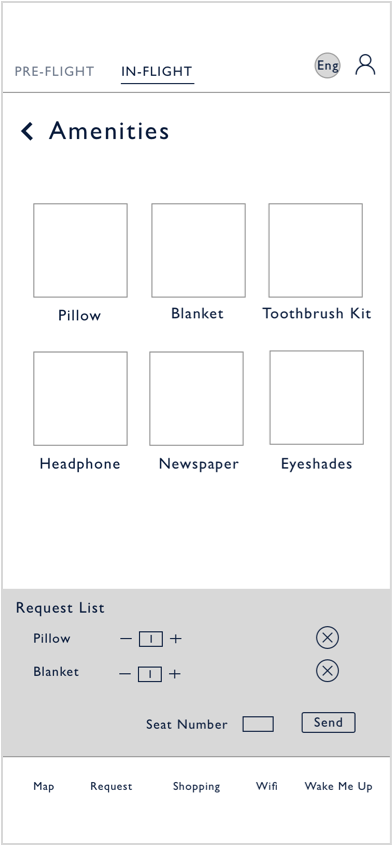 PRE-FLIGHT IN-FLIGHT Eng
Amenities
Pillow Blanket Toothbrush Kit
Headphone Newspaper Eyeshades
Request List
Pillow − 1 +
Blanket − 1 +
Seat Number Send
Map Request Shopping Wifi Wake Me Up